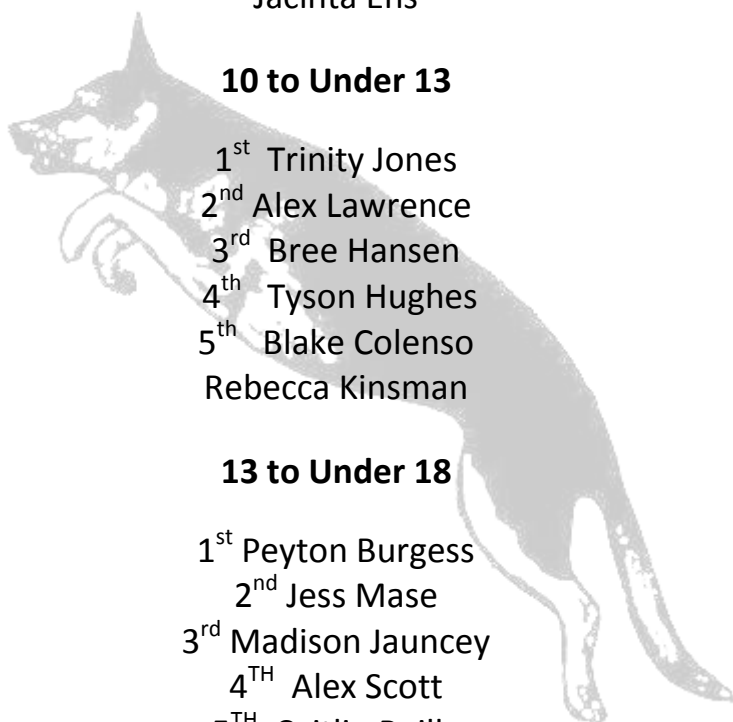 10 to Under 13
1st Trinity Jones
2nd Alex Lawrence
3rd Bree Hansen
4th Tyson Hughes
5th Blake Colenso
Rebecca Kinsman
13 to Under 18
1st Peyton Burgess
2nd Jess Mase
3rd Madison Jauncey
4TH Alex Scott
5TH